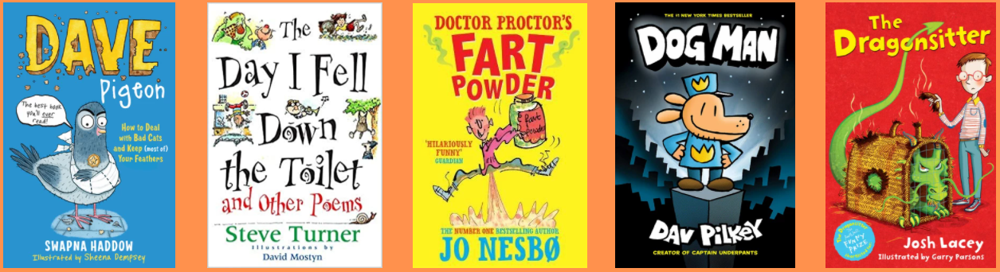 DAVE
Pigeon
The best book
you'll ever
read!
How to Deal
with Bad Cats
and Keep (most of)
Your Feathers
SWAPNA HADDOW
Illustrated by Sheena Dempsey
The
Day I Fell
Down
the Toilet
and Other Poems
Steve Turner
Illustrations by
David Mostyn
DOCTOR PROCTOR'S
FART
POWDER
Fart
Powder
'HILARIOUSLY
FUNNY'
GUARDIAN
THE NUMBER ONE BESTSELLING AUTHOR
JO NESBØ
THE #1 NEW YORK TIMES BESTSELLER
DOG MAN
DAV PILKEY
CREATOR OF CAPTAIN UNDERPANTS
The
Dragonsitter
The Dragonsitter
FUNNY
PRIZE
Josh Lacey
Illustrated by Garry Parsons